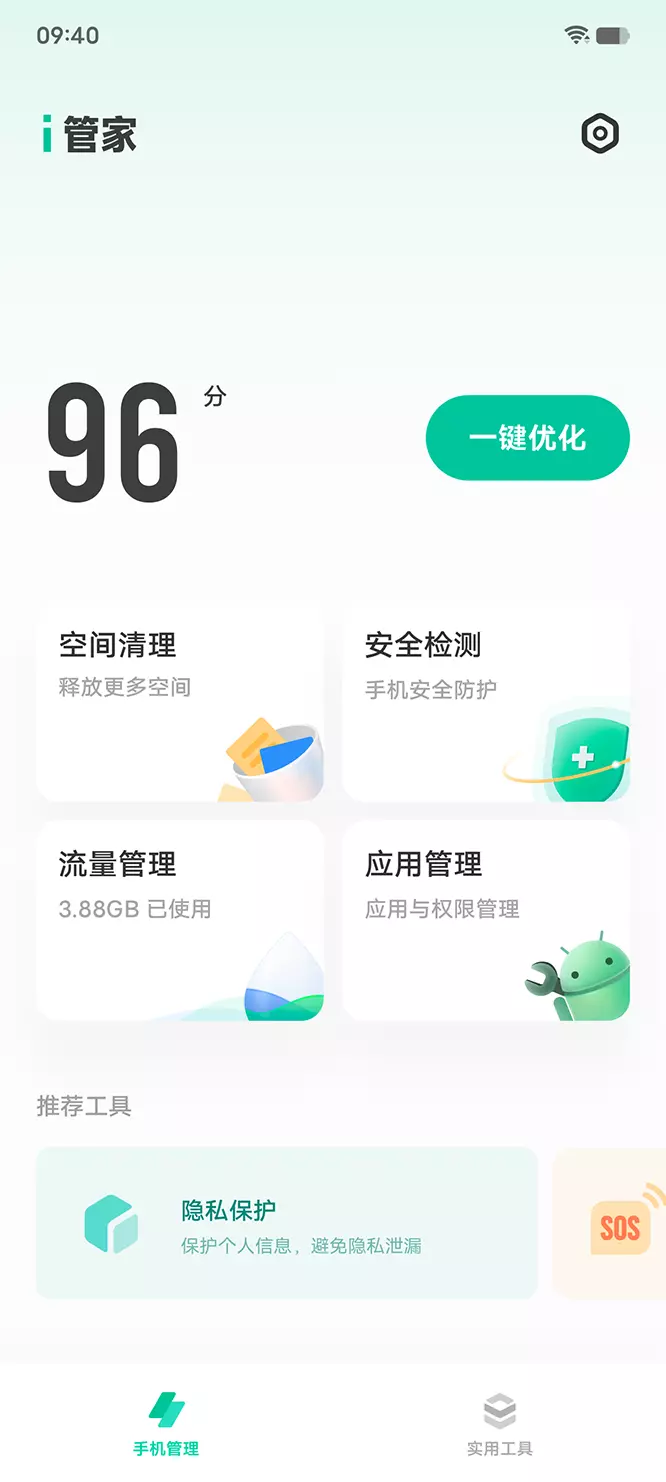 09:40
i 管家
96 分
一键优化
空间清理
释放更多空间
安全检测
手机安全防护
流量管理
3.88GB 已使用
应用管理
应用与权限管理
推荐工具
隐私保护
保护个人信息，避免隐私泄漏
SOS
手机管理
实用工具